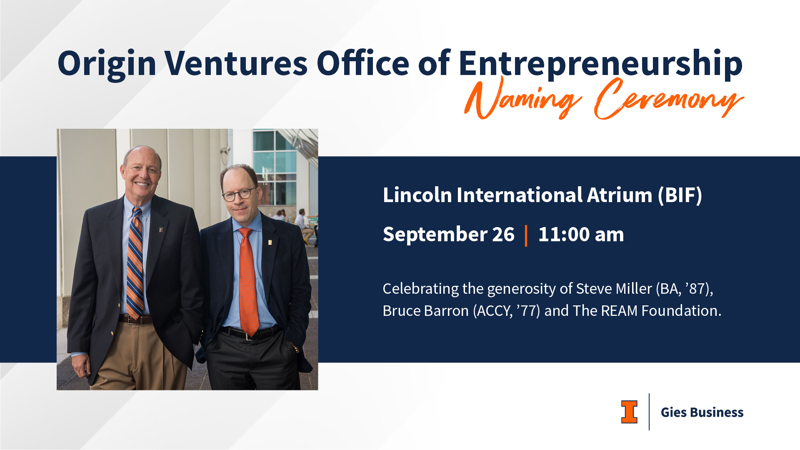 Origin Ventures Office of Entrepreneurship
Naming Ceremony
Lincoln International Atrium (BIF)
September 26 | 11:00 am
Celebrating the generosity of Steve Miller (BA, ’87),
Bruce Barron (ACCY, ’77) and The REAM Foundation.
I | Gies Business